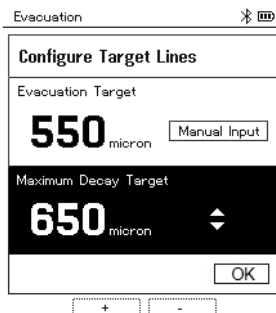 Evacuation
Configure Target Lines
Evacuation Target
550 micron
Manual Input
Maximum Decay Target
650 micron
OK
+ -